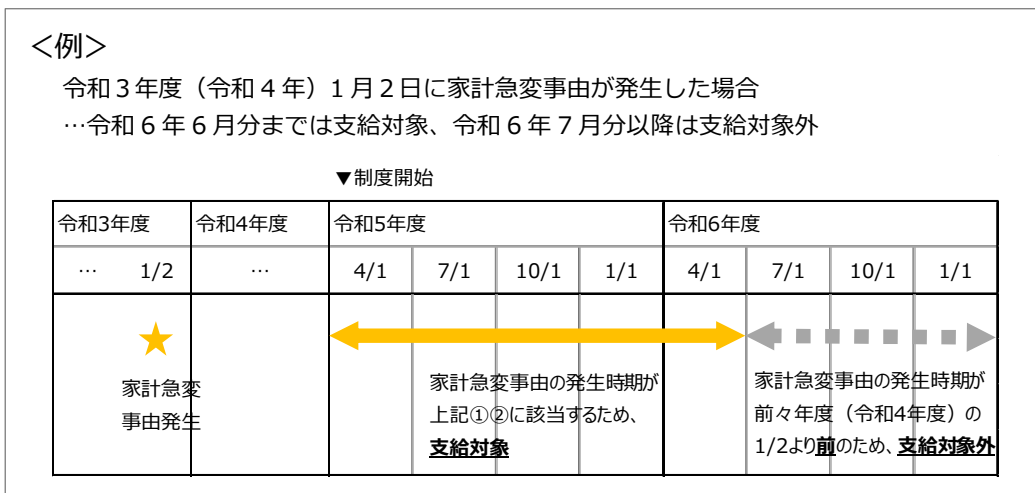 ＜例＞
令和３年度（令和４年）１月２日に家計急変事由が発生した場合
…令和６年６月分までは支給対象、令和６年７月分以降は支給対象外
▼制度開始
令和3年度 令和4年度 令和5年度 令和6年度
… 1/2 … 4/1 7/1 10/1 1/1 4/1 7/1 10/1 1/1
家計急変
事由発生
家計急変事由の発生時期が
上記①②に該当するため、
支給対象
家計急変事由の発生時期が
前々年度（令和4年度）の
1/2より前のため、支給対象外